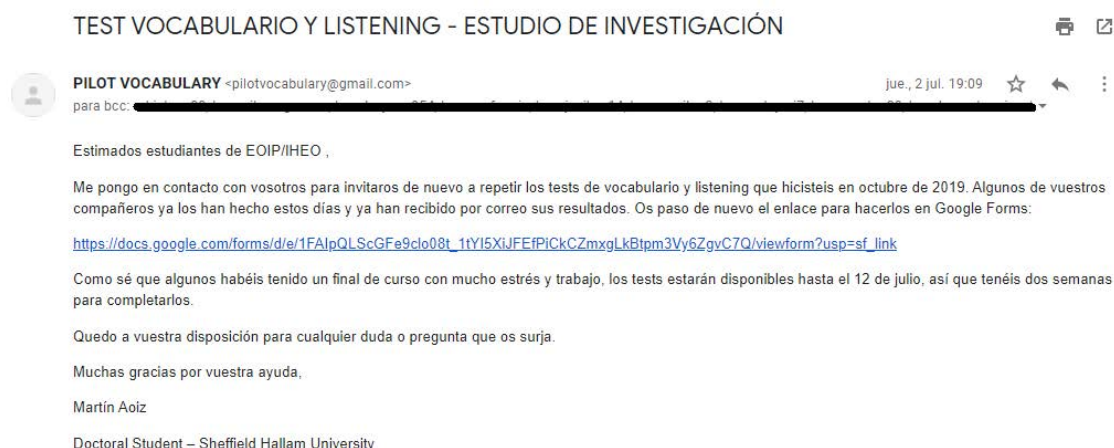 TEST VOCABULARIO Y LISTENING - ESTUDIO DE INVESTIGACIÓN
PILOT VOCABULARY <pilotvocabulary@gmail.com> jue., 2 jul. 19:09
para bcc:
Estimados estudiantes de EOIP/IHEO ,
Me pongo en contacto con vosotros para invitaros de nuevo a repetir los tests de vocabulario y listening que hicisteis en octubre de 2019. Algunos de vuestros
compañeros ya los han hecho estos días y ya han recibido por correo sus resultados. Os paso de nuevo el enlace para hacerlos en Google Forms:
https://docs.google.com/forms/d/e/1FAIpQLScGFe9clo08t_1tYI5XiJFEfPiCkCZmxgLkBtpm3Vy6ZgvC7Q/viewform?usp=sf_link
Como sé que algunos habéis tenido un final de curso con mucho estrés y trabajo, los tests estarán disponibles hasta el 12 de julio, así que tenéis dos semanas
para completarlos.
Quedo a vuestra disposición para cualquier duda o pregunta que os surja.
Muchas gracias por vuestra ayuda,
Martín Aoiz
Doctoral Student – Sheffield Hallam University